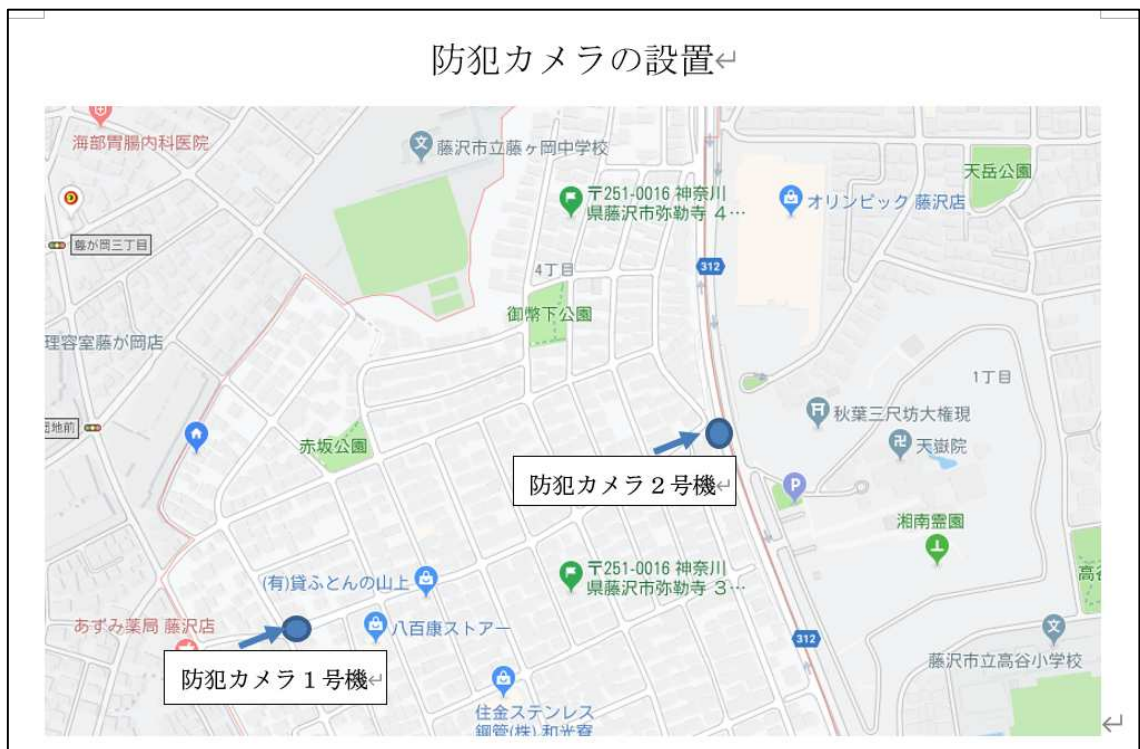 防犯カメラの設置
海部胃腸内科医院
藤沢市立藤ヶ岡中学校
〒251-0016 神奈川
県藤沢市弥勒寺 4…
オリンピック 藤沢店
天岳公園
藤が岡三丁目
312
4丁目
御幣下公園
理容室藤が岡店
1丁目
秋葉三尺坊大権現
団地前
赤坂公園
天嶽院
防犯カメラ2号機
P
湘南霊園
〒251-0016 神奈川
県藤沢市弥勒寺 3…
(有)貸ふとんの山上
あずみ薬局 藤沢店
八百康ストアー
312
防犯カメラ1号機
藤沢市立高谷小学校
住金ステンレス
鋼管(株) 和光寮